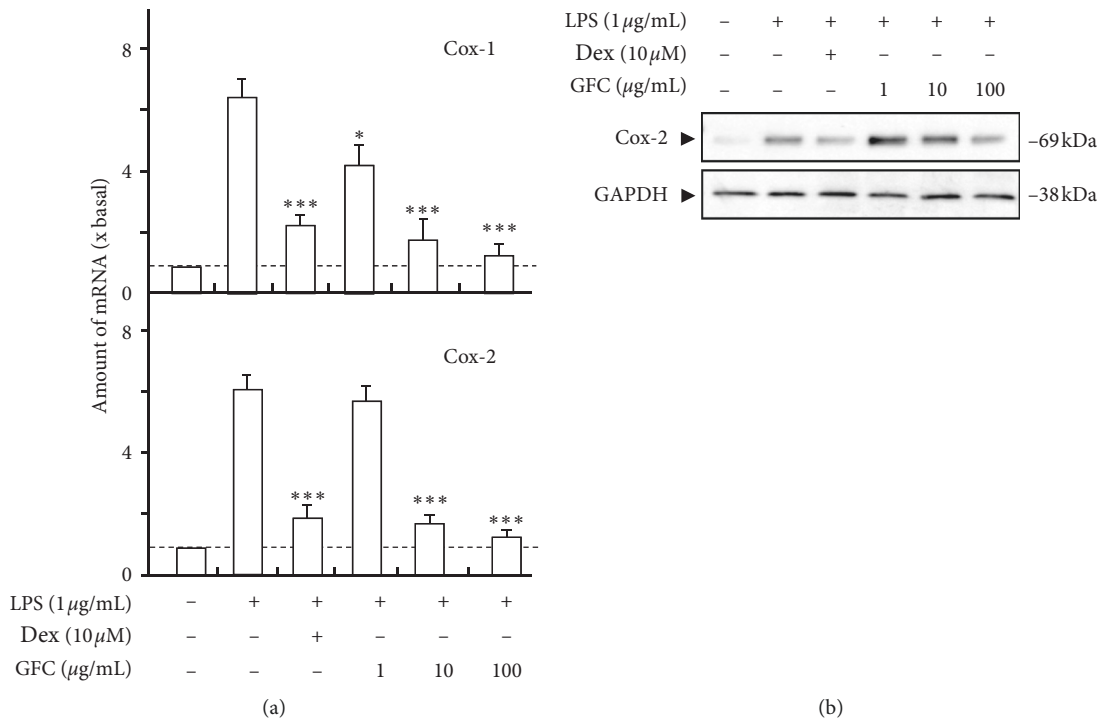 Amount of mRNA (x basal)
8
Cox-1
*
***
***
***
4
0
8
Cox-2
4
***
***
***
0
LPS (1 μg/mL) – + + + + +
Dex (10 μM) – – + – – –
GFC (μg/mL) – – – 1 10 100
(a)
LPS (1 μg/mL) – + + + + +
Dex (10 μM) – – + – – –
GFC (μg/mL) – – – 1 10 100
Cox-2 –69 kDa
GAPDH –38 kDa
(b)